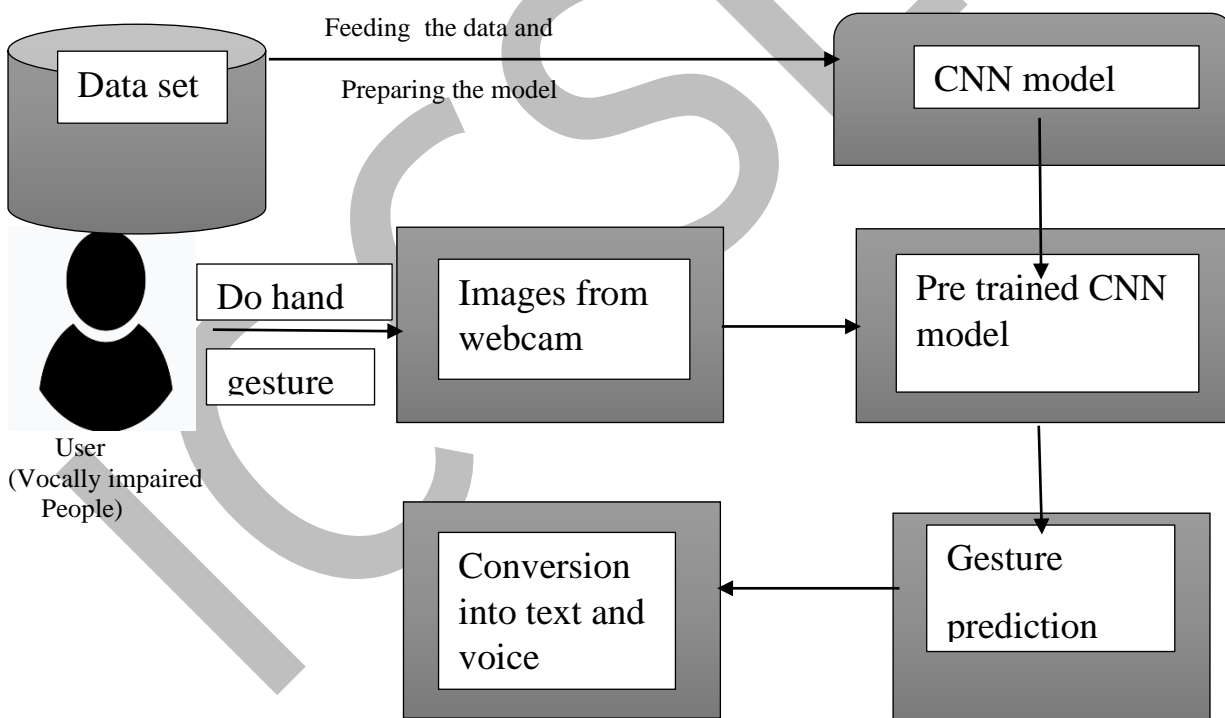 Feeding the data and
Preparing the model
Data set
CNN model
Do hand
gesture
Images from
webcam
Pre trained CNN
model
User
(Vocally impaired
People)
Conversion
into text and
voice
Gesture
prediction